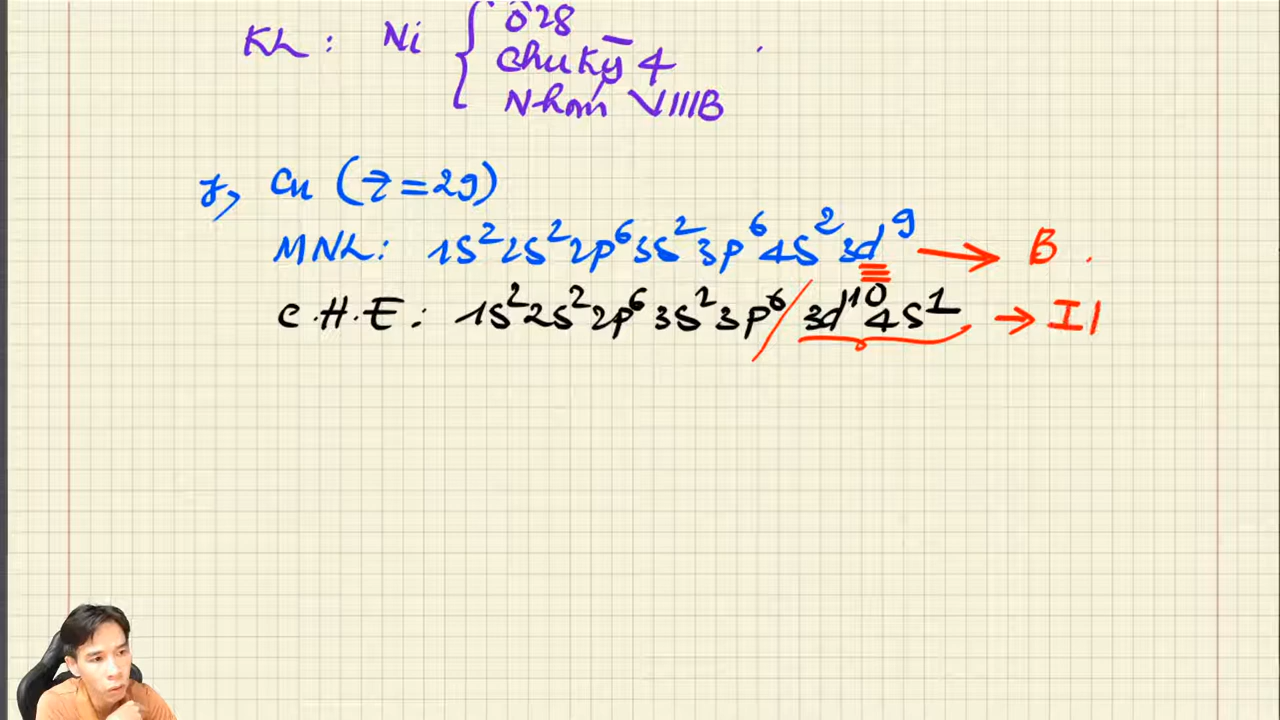 KL : Ni { Ô 28
Chu Kỳ 4
Nhóm VIIIB
γ, Cu (Z=29)
MNL: 1s²2s²2p⁶3s²3p⁶4s²3d⁹ → B
C.H.E : 1s²2s²2p⁶3s²3p⁶/3d¹⁰4s¹ → I1